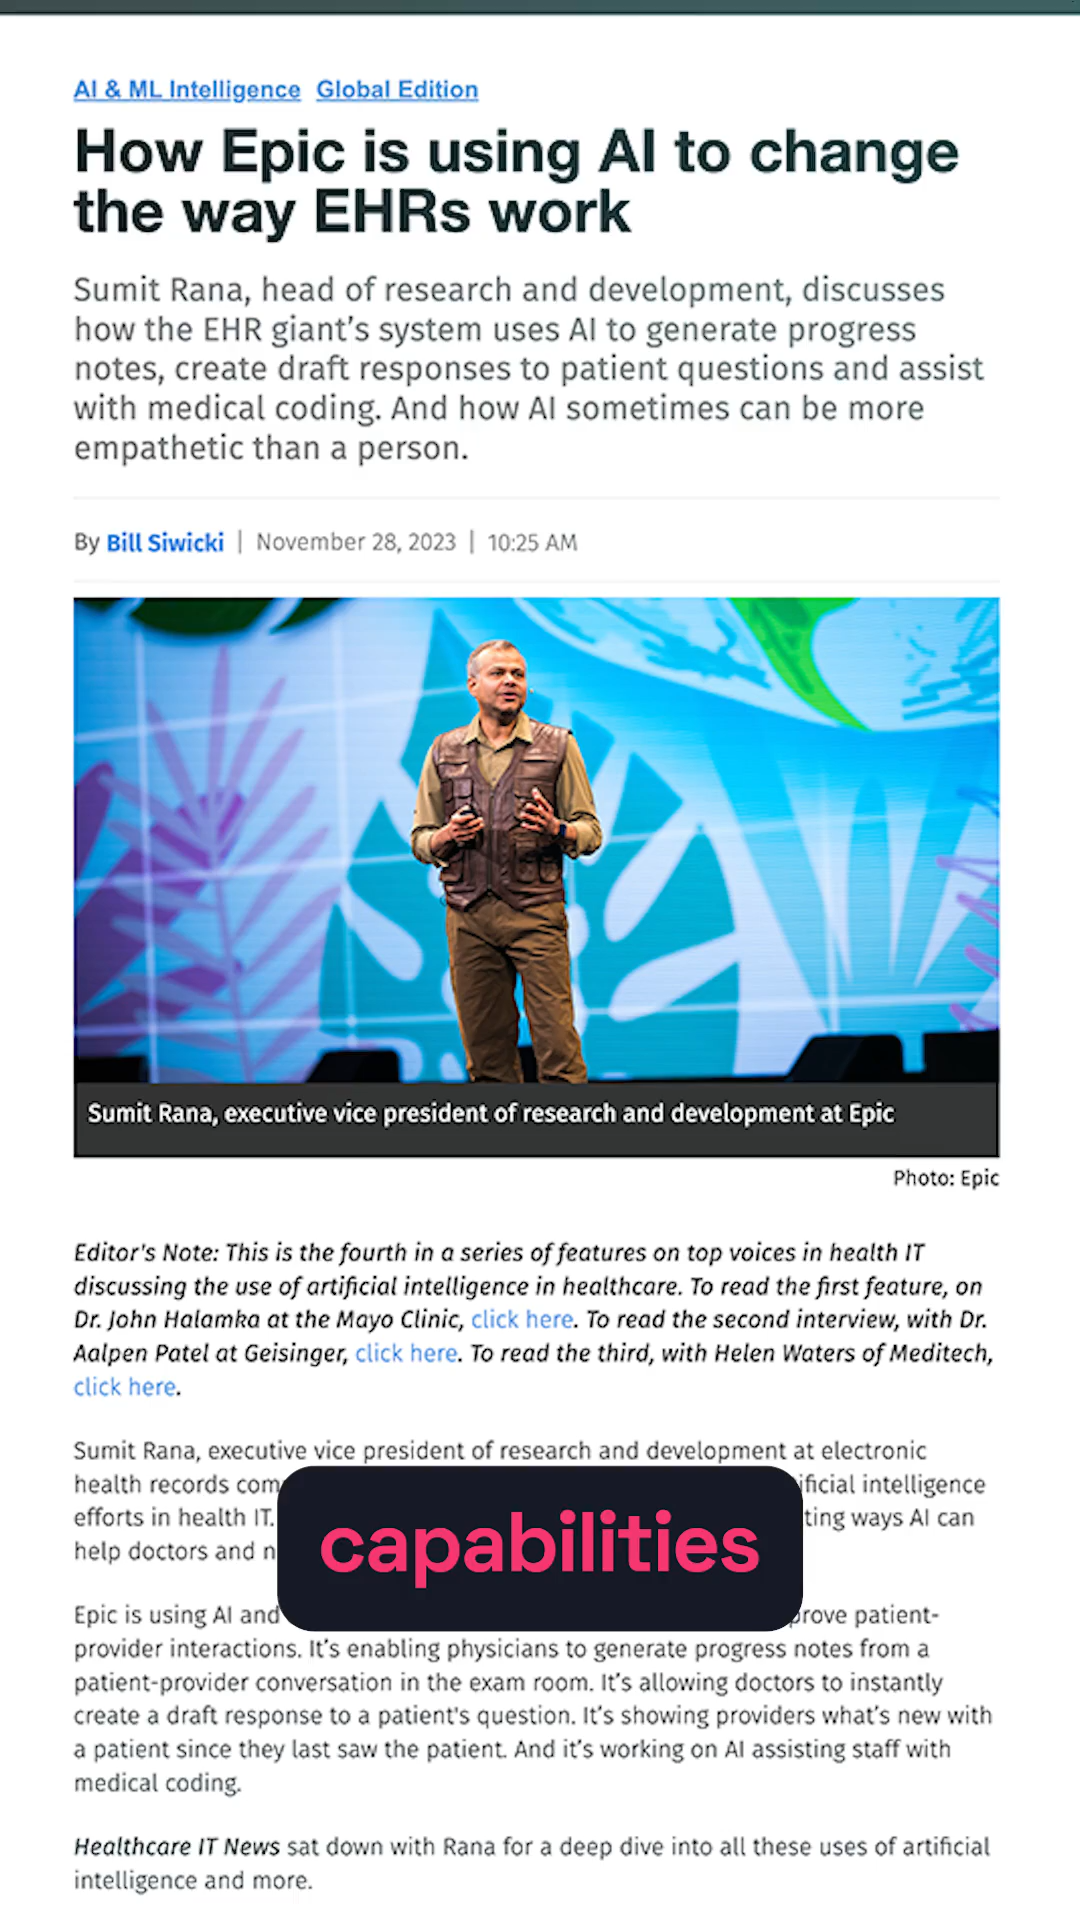 AI & ML Intelligence Global Edition
How Epic is using AI to change
the way EHRs work
Sumit Rana, head of research and development, discusses
how the EHR giant's system uses AI to generate progress
notes, create draft responses to patient questions and assist
with medical coding. And how AI sometimes can be more
empathetic than a person.
By Bill Siwicki | November 28, 2023 | 10:25 AM
Sumit Rana, executive vice president of research and development at Epic
Photo: Epic
Editor's Note: This is the fourth in a series of features on top voices in health IT
discussing the use of artificial intelligence in healthcare. To read the first feature, on
Dr. John Halamka at the Mayo Clinic, click here. To read the second interview, with Dr.
Aalpen Patel at Geisinger, click here. To read the third, with Helen Waters of Meditech,
click here.
Sumit Rana, executive vice president of research and development at electronic
health records intelligence
efforts in health IT. ways AI can
help doctors and
capabilities
Epic is using AI and patient-
provider interactions. It's enabling physicians to generate progress notes from a
patient-provider conversation in the exam room. It's allowing doctors to instantly
create a draft response to a patient's question. It's showing providers what's new with
a patient since they last saw the patient. And it's working on AI assisting staff with
medical coding.
Healthcare IT News sat down with Rana for a deep dive into all these uses of artificial
intelligence and more.